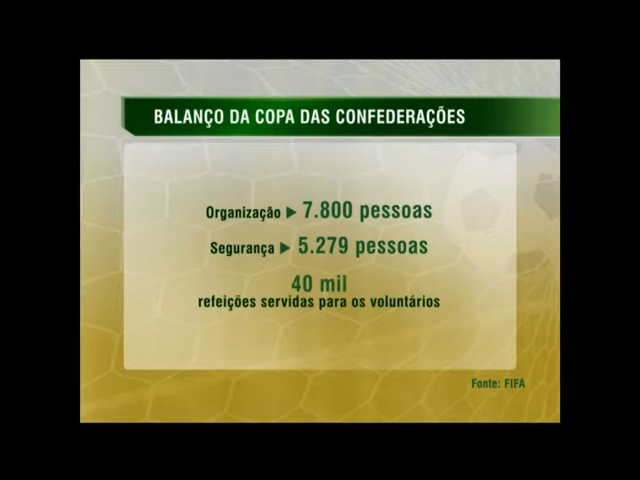 BALANÇO DA COPA DAS CONFEDERAÇÕES
Organização ▶ 7.800 pessoas
Segurança ▶ 5.279 pessoas
40 mil
refeições servidas para os voluntários
Fonte: FIFA